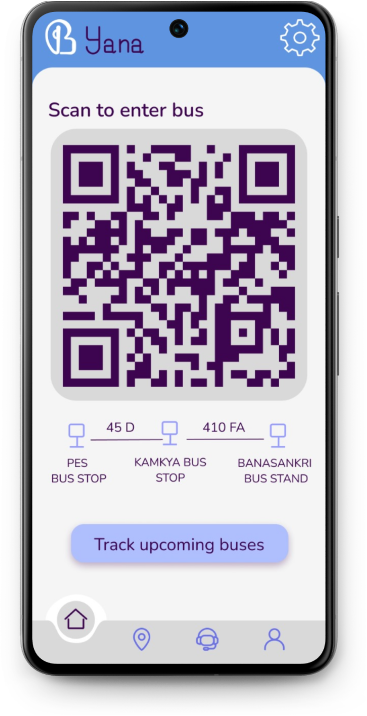 Yana
Scan to enter bus
45 D 410 FA
PES KAMKYA BUS BANASANKRI
BUS STOP STOP BUS STAND
Track upcoming buses